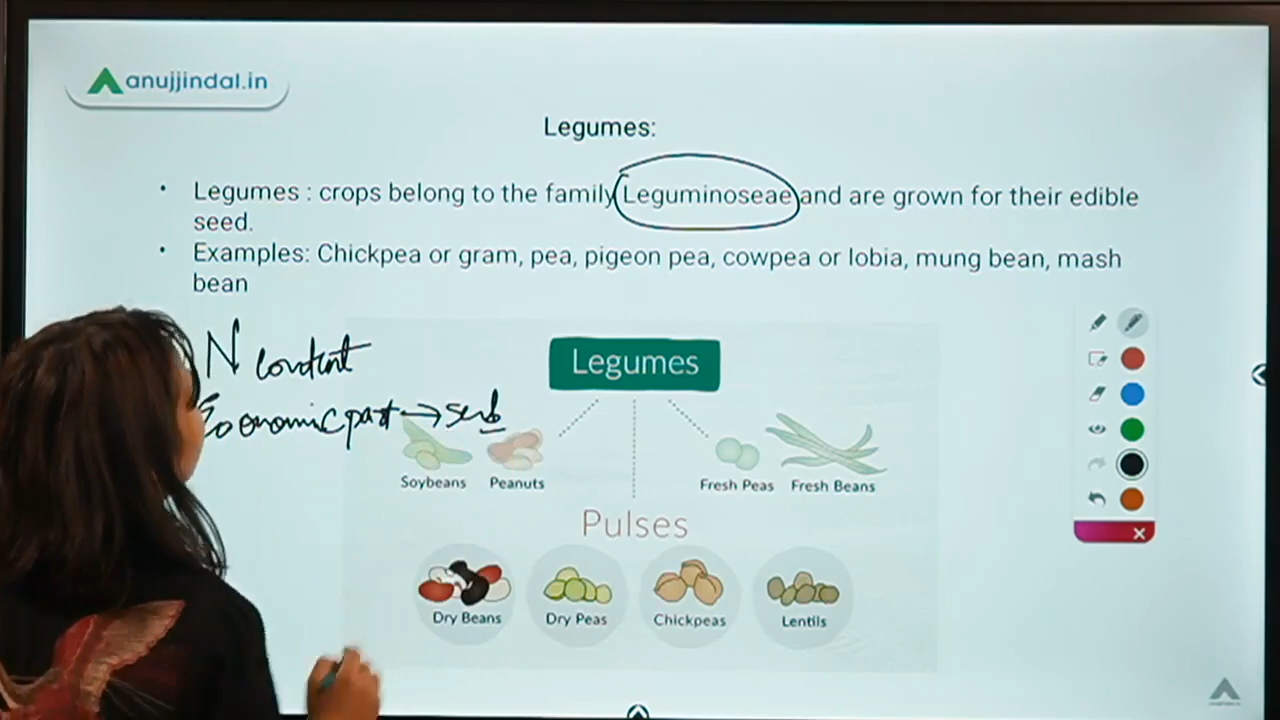 anujjindal.in
Legumes:
• Legumes : crops belong to the family Leguminoseae and are grown for their edible
seed.
• Examples: Chickpea or gram, pea, pigeon pea, cowpea or lobia, mung bean, mash
bean
N content
Economic part →
Legumes
Soybeans Peanuts
Fresh Peas Fresh Beans
Pulses
Dry Beans Dry Peas Chickpeas Lentils